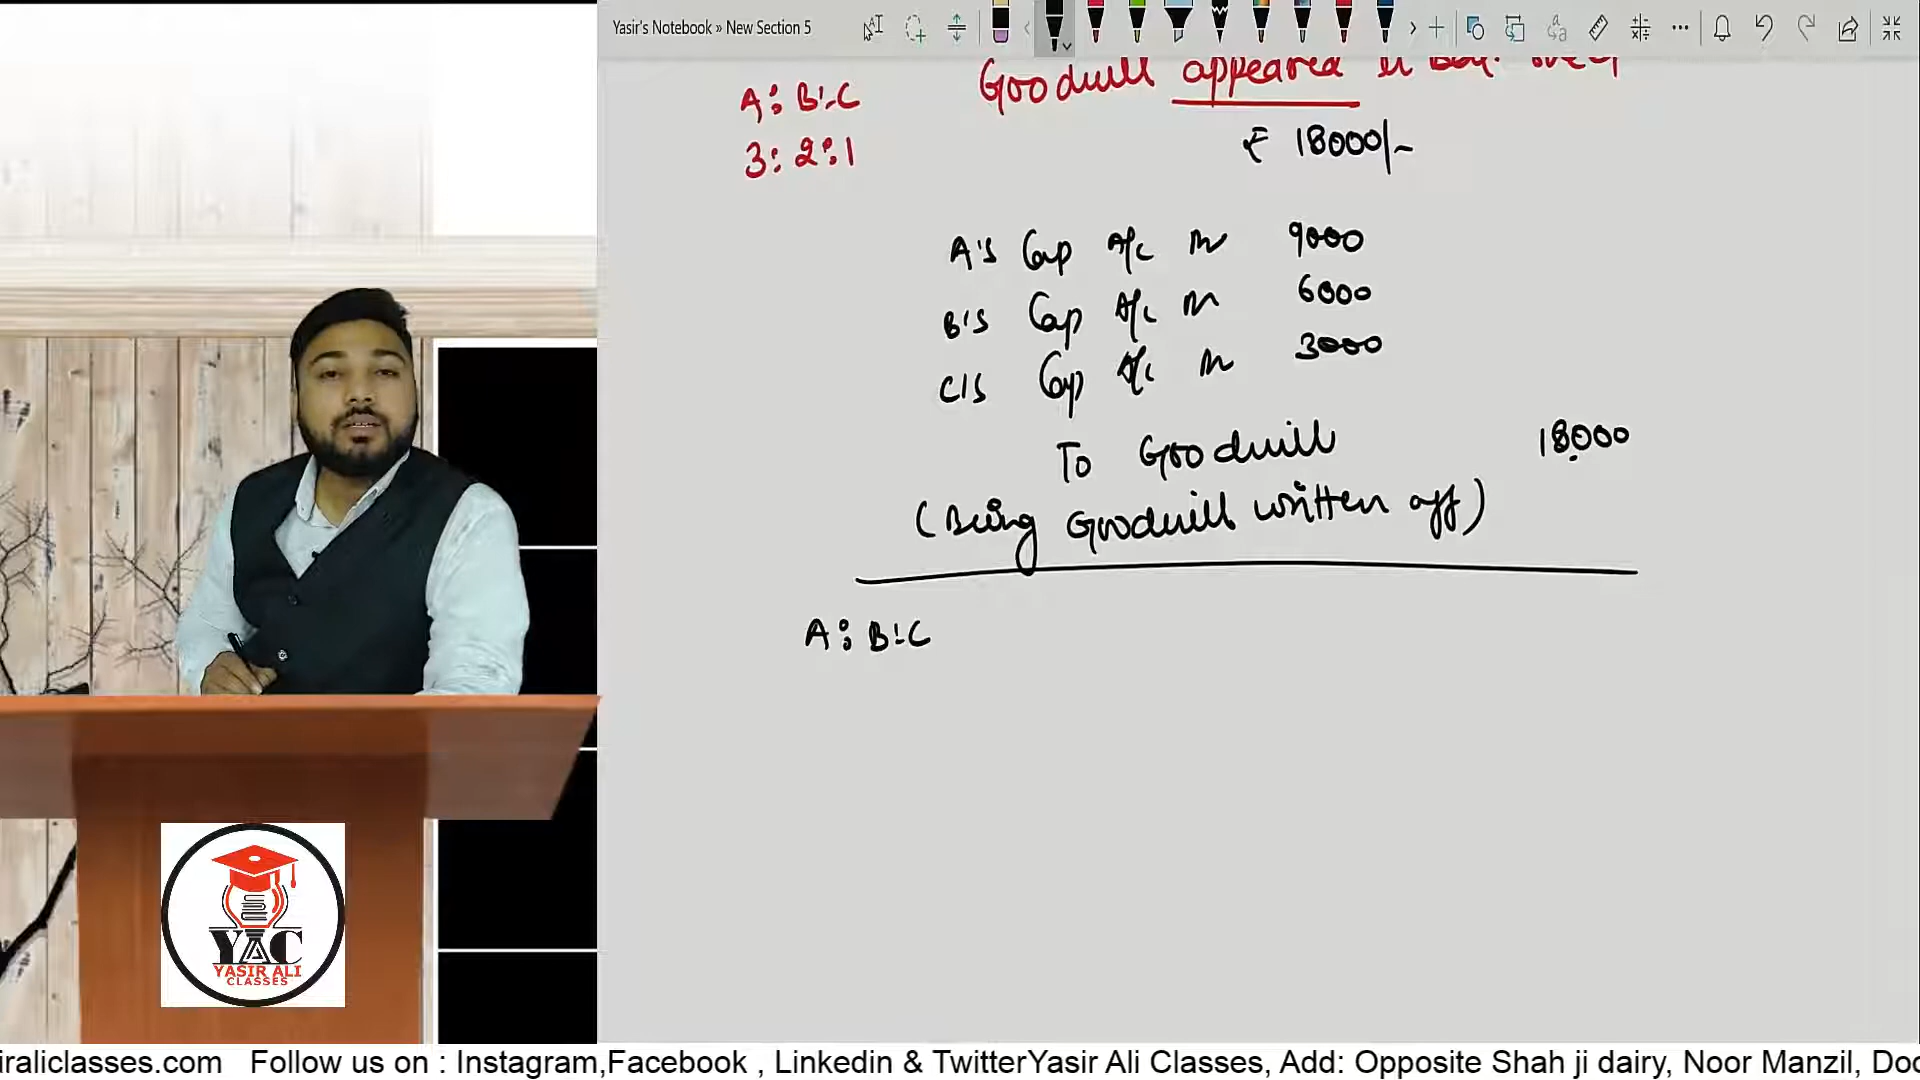 Yasir's Notebook » New Section 5
Goodwill appeared
A : B : C
3 : 2 : 1
₹ 18000/-
A's Cap A/c Dr 9000
B's Cap A/c Dr 6000
C's Cap A/c Dr 3000
To Goodwill 18000
(Being Goodwill written off)
A : B : C
YAC
YASIR ALI
CLASSES
iraliclasses.com Follow us on : Instagram,Facebook , Linkedin & TwitterYasir Ali Classes, Add: Opposite Shah ji dairy, Noor Manzil,